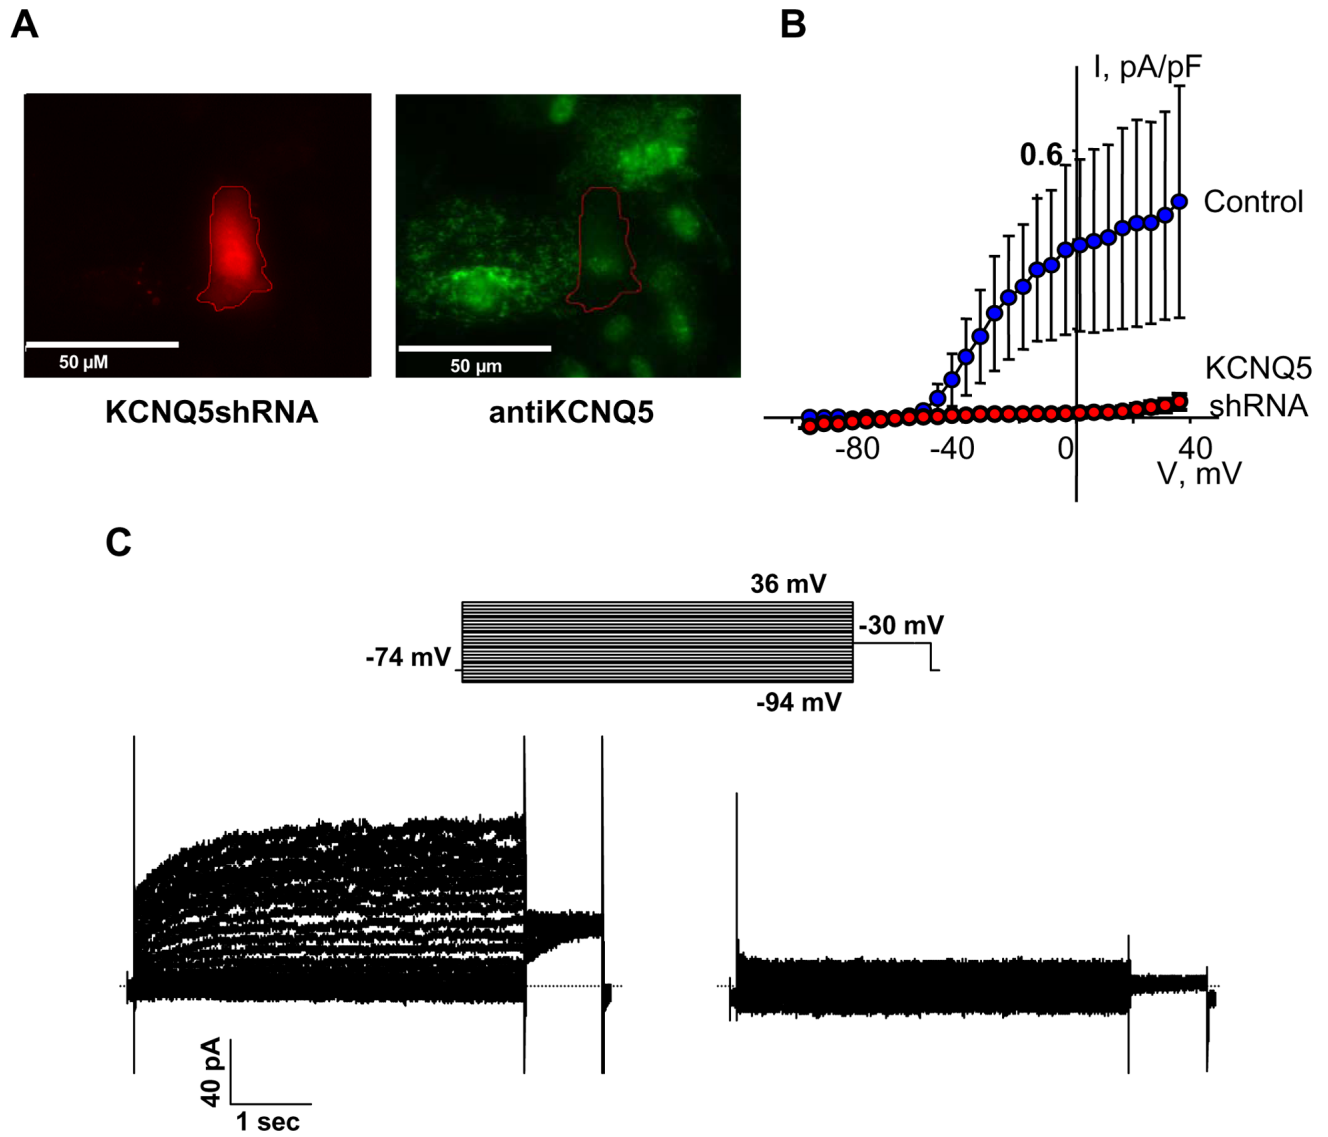 A
B
50 µM
50 µm
KCNQ5shRNA
antiKCNQ5
I, pA/pF
0.6
Control
KCNQ5
shRNA
-80
-40
0
40
V, mV
C
36 mV
-30 mV
-74 mV
-94 mV
40 pA
1 sec